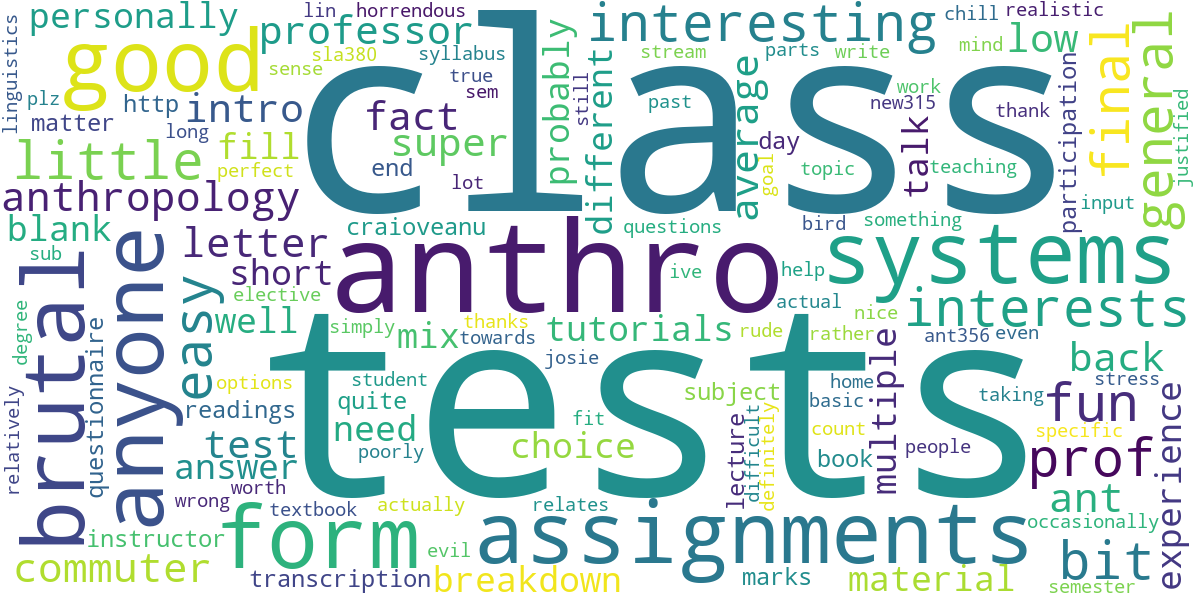 personally
lin
horrendous
interesting
chill
realistic
good
professor
class
probably
stream
parts
write
mind
low
final
general
linguistics
sense
sla380
syllabus
different
average
work
plz
http
intro
true
sem
still
past
new315
thank
participation
justified
matter
long
fact
super
day
talk
little
fill
perfect
end
lot
goal
topic
teaching
anthropology
craioveanu
questions
bird
something
input
blank
letter
anthro
systems
sub
brutal
anyone
easy
short
ive
help
elective
actual
interests
degree
questionnaire
well
simply
mix
thanks
towards
tutorials
rude
rather
nice
ant356
even
back
options
tests
josie
relatively
readings
student
quite
fit
subject
home
basic
multiple
taking
stress
fun
test
need
poorly
choice
lecture
difficult
definitely
count
people
specific
experience
answer
book
prof
wrong
worth
textbook
actually
relates
ant
instructor
form
assignments
occasionally
evil
bit
commuter
transcription
breakdown
marks
material
semester